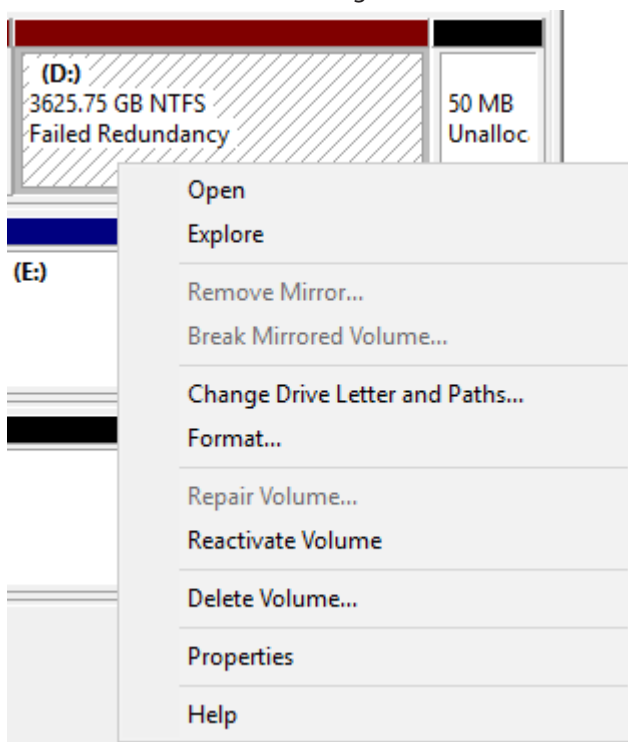 (D:)
3625.75 GB NTFS
Failed Redundancy
50 MB
Unalloc
(E:)
Open
Explore
Remove Mirror...
Break Mirrored Volume...
Change Drive Letter and Paths...
Format...
Repair Volume...
Reactivate Volume
Delete Volume...
Properties
Help